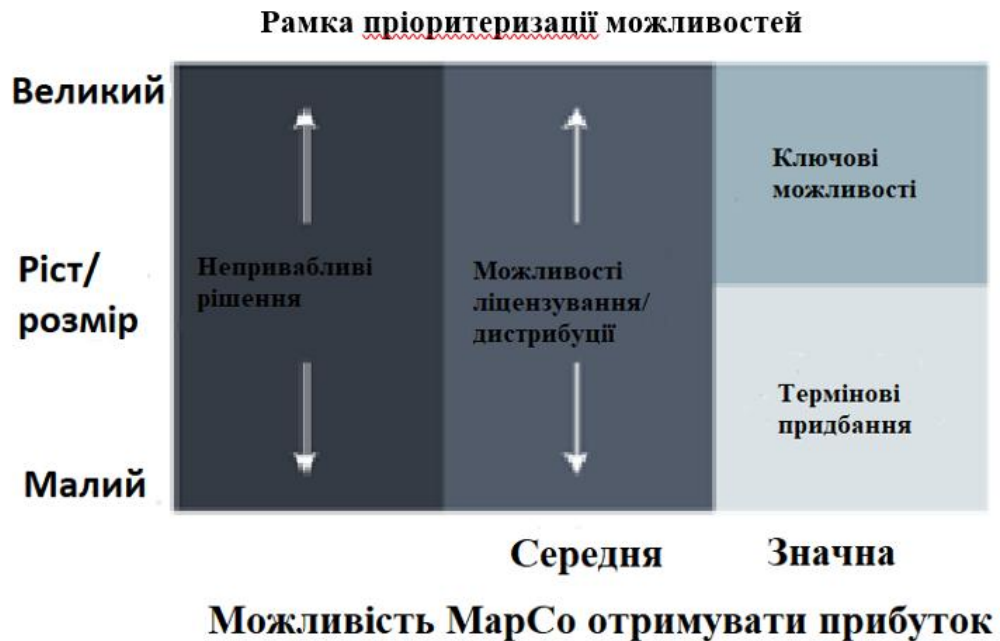 Рамка пріоритеризації можливостей
Великий
Ключові
можливості
Ріст/
розмір
Непривабливі
рішення
Можливості
ліцензування/
дистрибуції
Термінові
придбання
Малий
Середня
Значна
Можливість МарСо отримувати прибуток